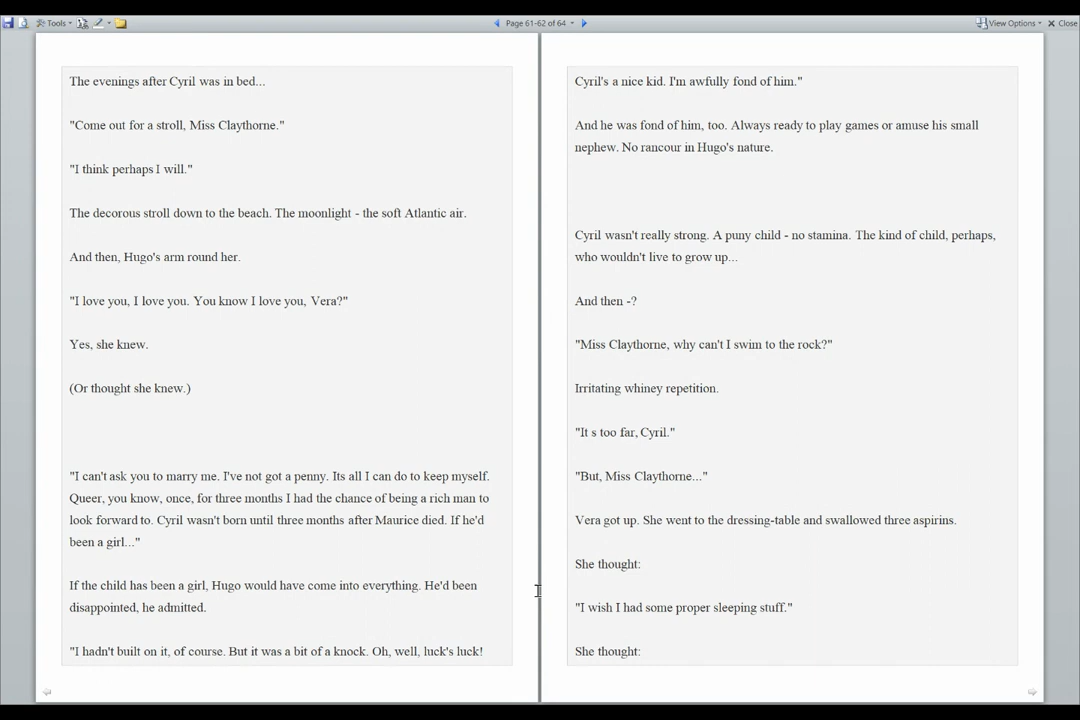 Tools
Page 61-62 of 64
View Options
Close
The evenings after Cyril was in bed...
"Come out for a stroll, Miss Claythorne."
"I think perhaps I will."
The decorous stroll down to the beach. The moonlight - the soft Atlantic air.
And then, Hugo's arm round her.
"I love you, I love you. You know I love you, Vera?"
Yes, she knew.
(Or thought she knew.)
"I can't ask you to marry me. I've not got a penny. Its all I can do to keep myself.
Queer, you know, once, for three months I had the chance of being a rich man to
look forward to. Cyril wasn't born until three months after Maurice died. If he'd
been a girl..."
If the child has been a girl, Hugo would have come into everything. He'd been
disappointed, he admitted.
"I hadn't built on it, of course. But it was a bit of a knock. Oh, well, luck's luck!
Cyril's a nice kid. I'm awfully fond of him."
And he was fond of him, too. Always ready to play games or amuse his small
nephew. No rancour in Hugo's nature.
Cyril wasn't really strong. A puny child - no stamina. The kind of child, perhaps,
who wouldn't live to grow up...
And then -?
"Miss Claythorne, why can't I swim to the rock?"
Irritating whiney repetition.
"It s too far, Cyril."
"But, Miss Claythorne..."
Vera got up. She went to the dressing-table and swallowed three aspirins.
She thought:
"I wish I had some proper sleeping stuff."
She thought: